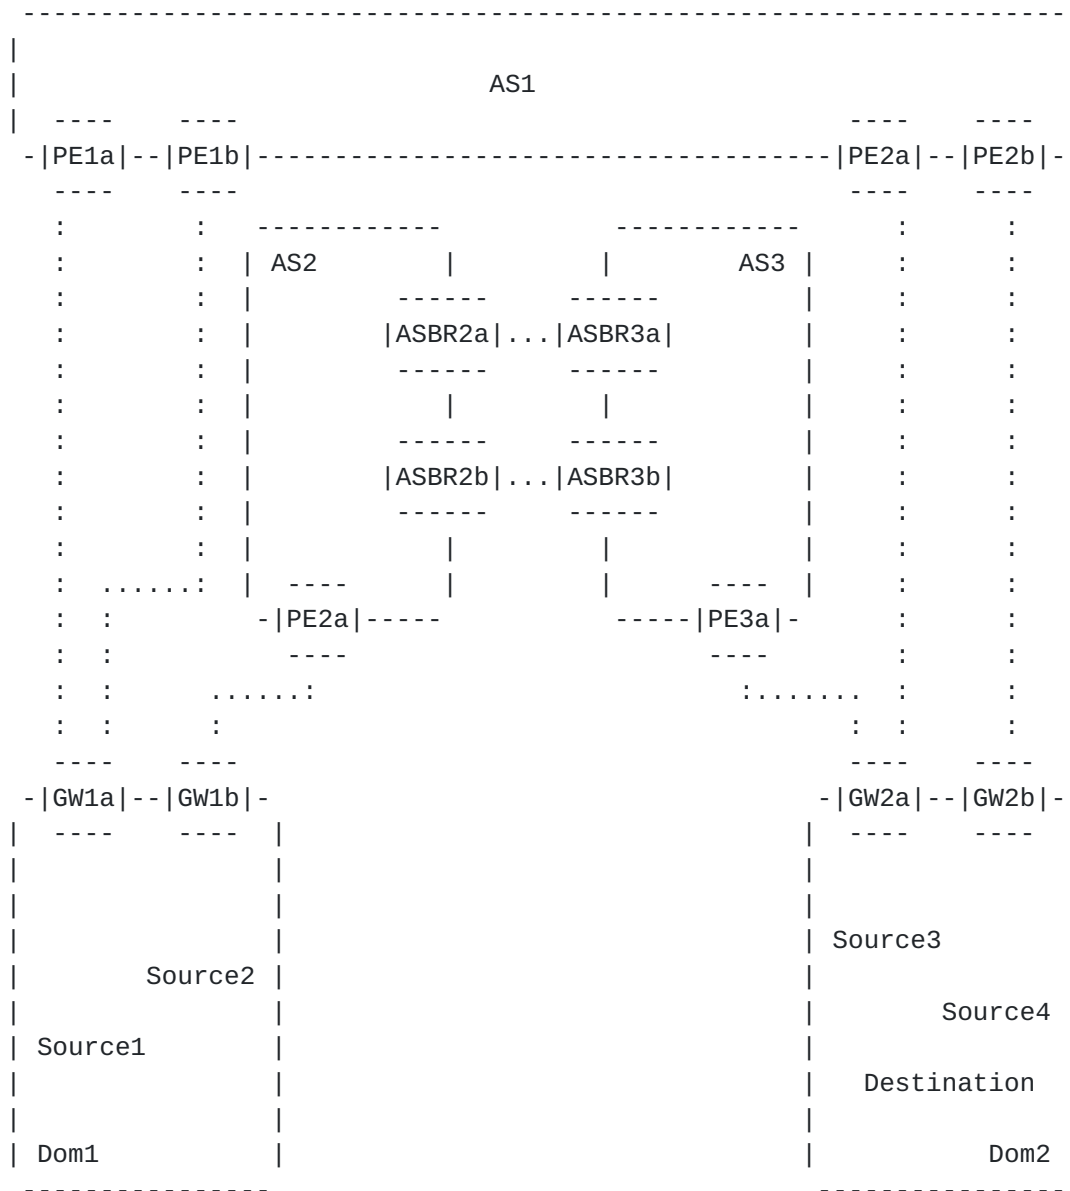 AS1
PE1a PE1b PE2a PE2b
AS2 AS3
ASBR2a ASBR3a
ASBR2b ASBR3b
PE2a PE3a
GW1a GW1b GW2a GW2b
Source3
Source2
Source4
Source1
Destination
Dom1 Dom2